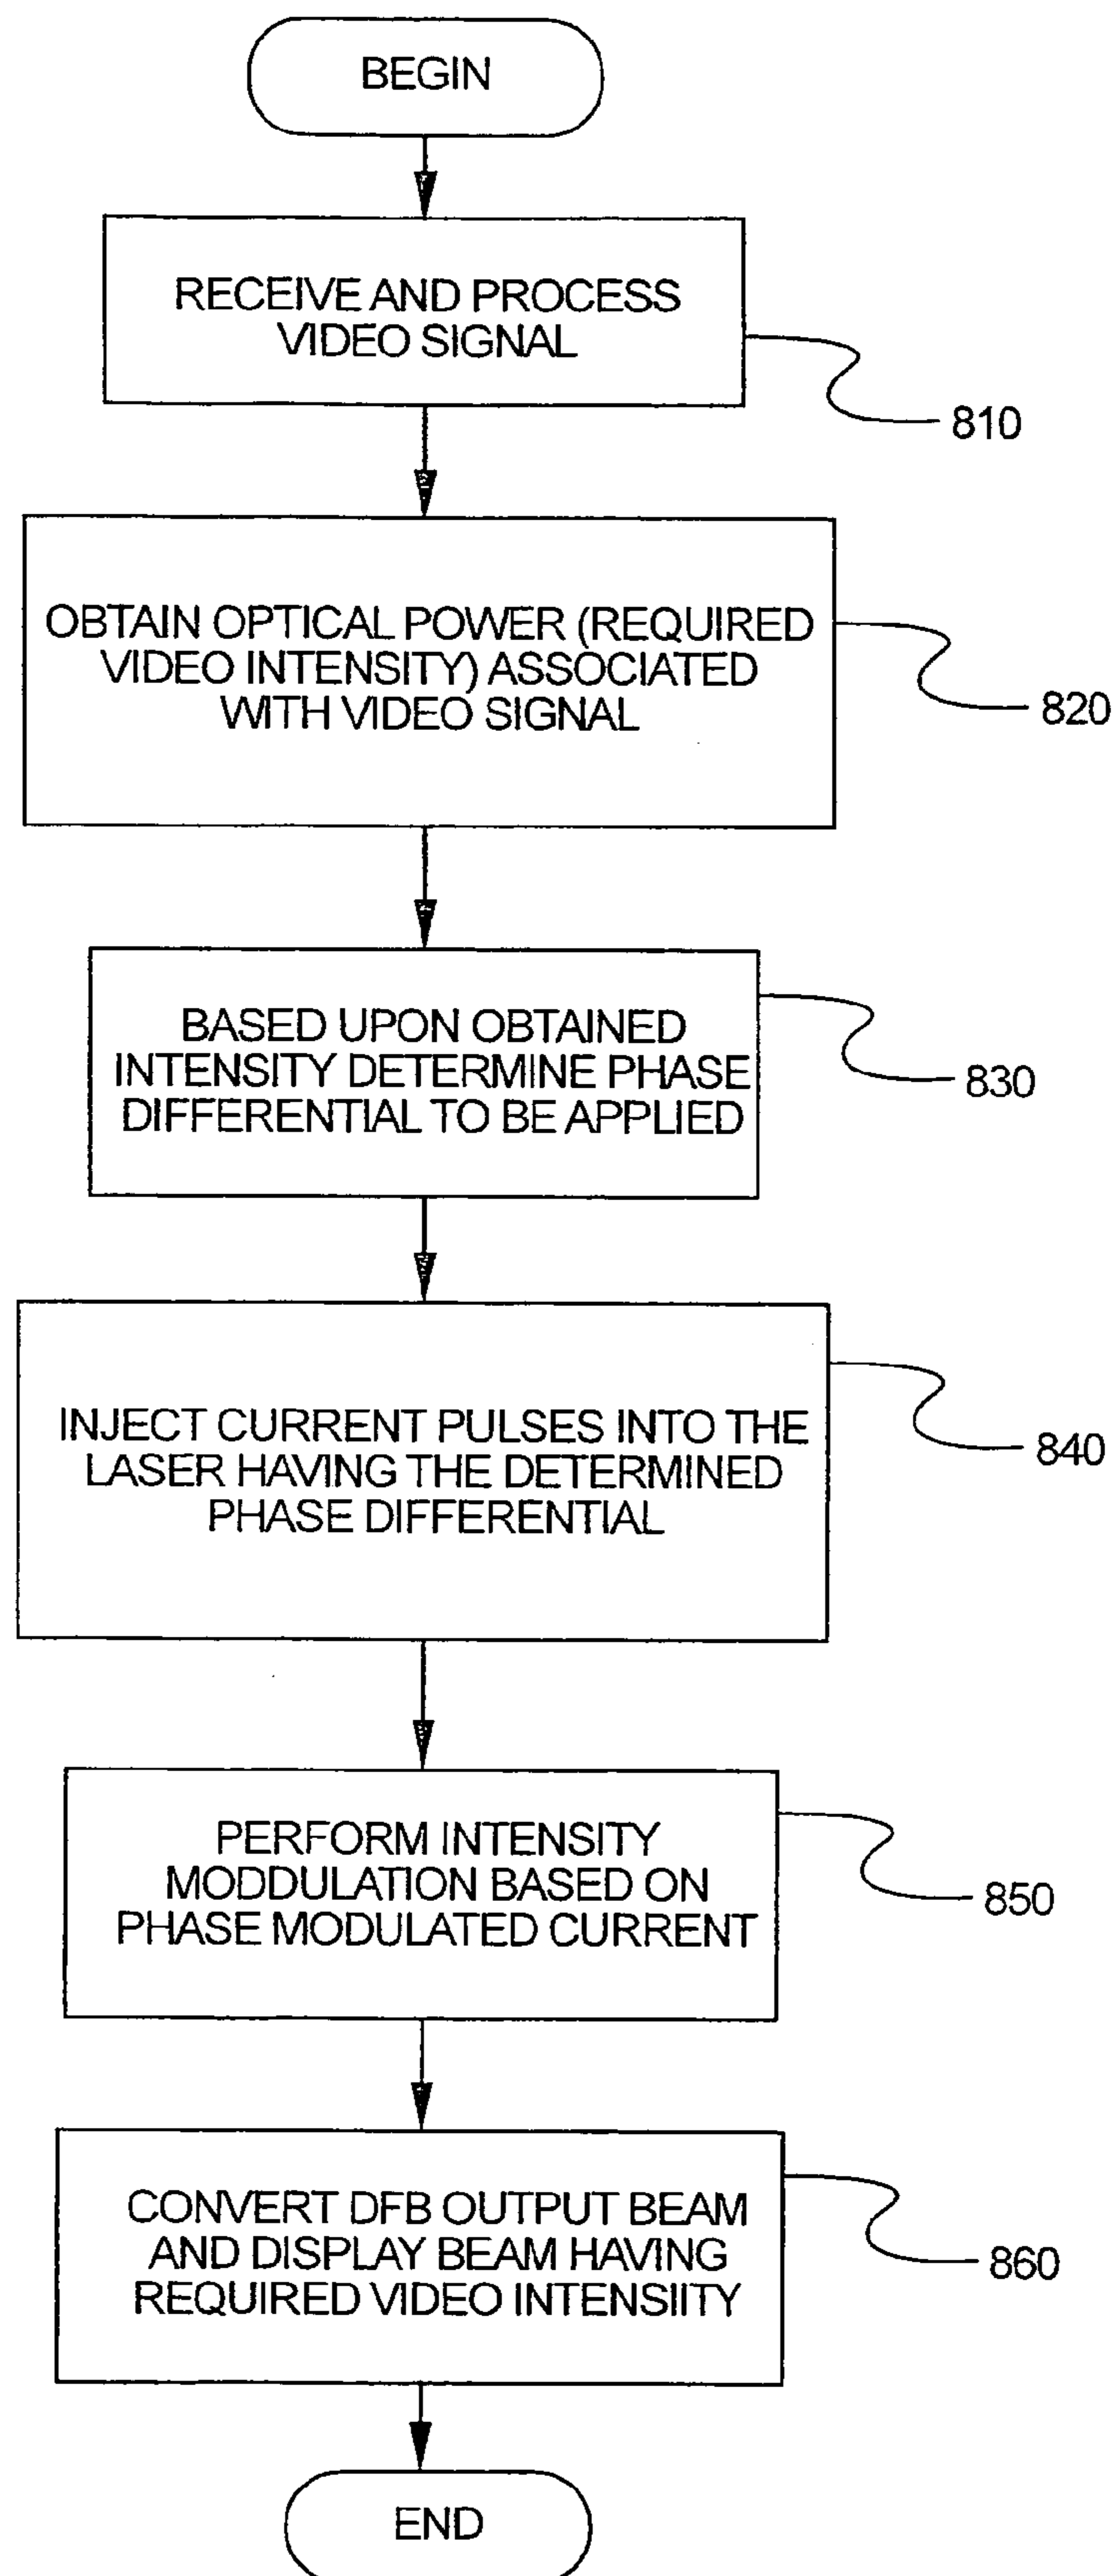 BEGIN
RECEIVE AND PROCESS
VIDEO SIGNAL
810
OBTAIN OPTICAL POWER (REQUIRED
VIDEO INTENSITY) ASSOCIATED
WITH VIDEO SIGNAL
820
BASED UPON OBTAINED
INTENSITY DETERMINE PHASE
DIFFERENTIAL TO BE APPLIED
830
INJECT CURRENT PULSES INTO THE
LASER HAVING THE DETERMINED
PHASE DIFFERENTIAL
840
PERFORM INTENSITY
MODDULATION BASED ON
PHASE MODULATED CURRENT
850
CONVERT DFB OUTPUT BEAM
AND DISPLAY BEAM HAVING
REQUIRED VIDEO INTENSIITY
860
END